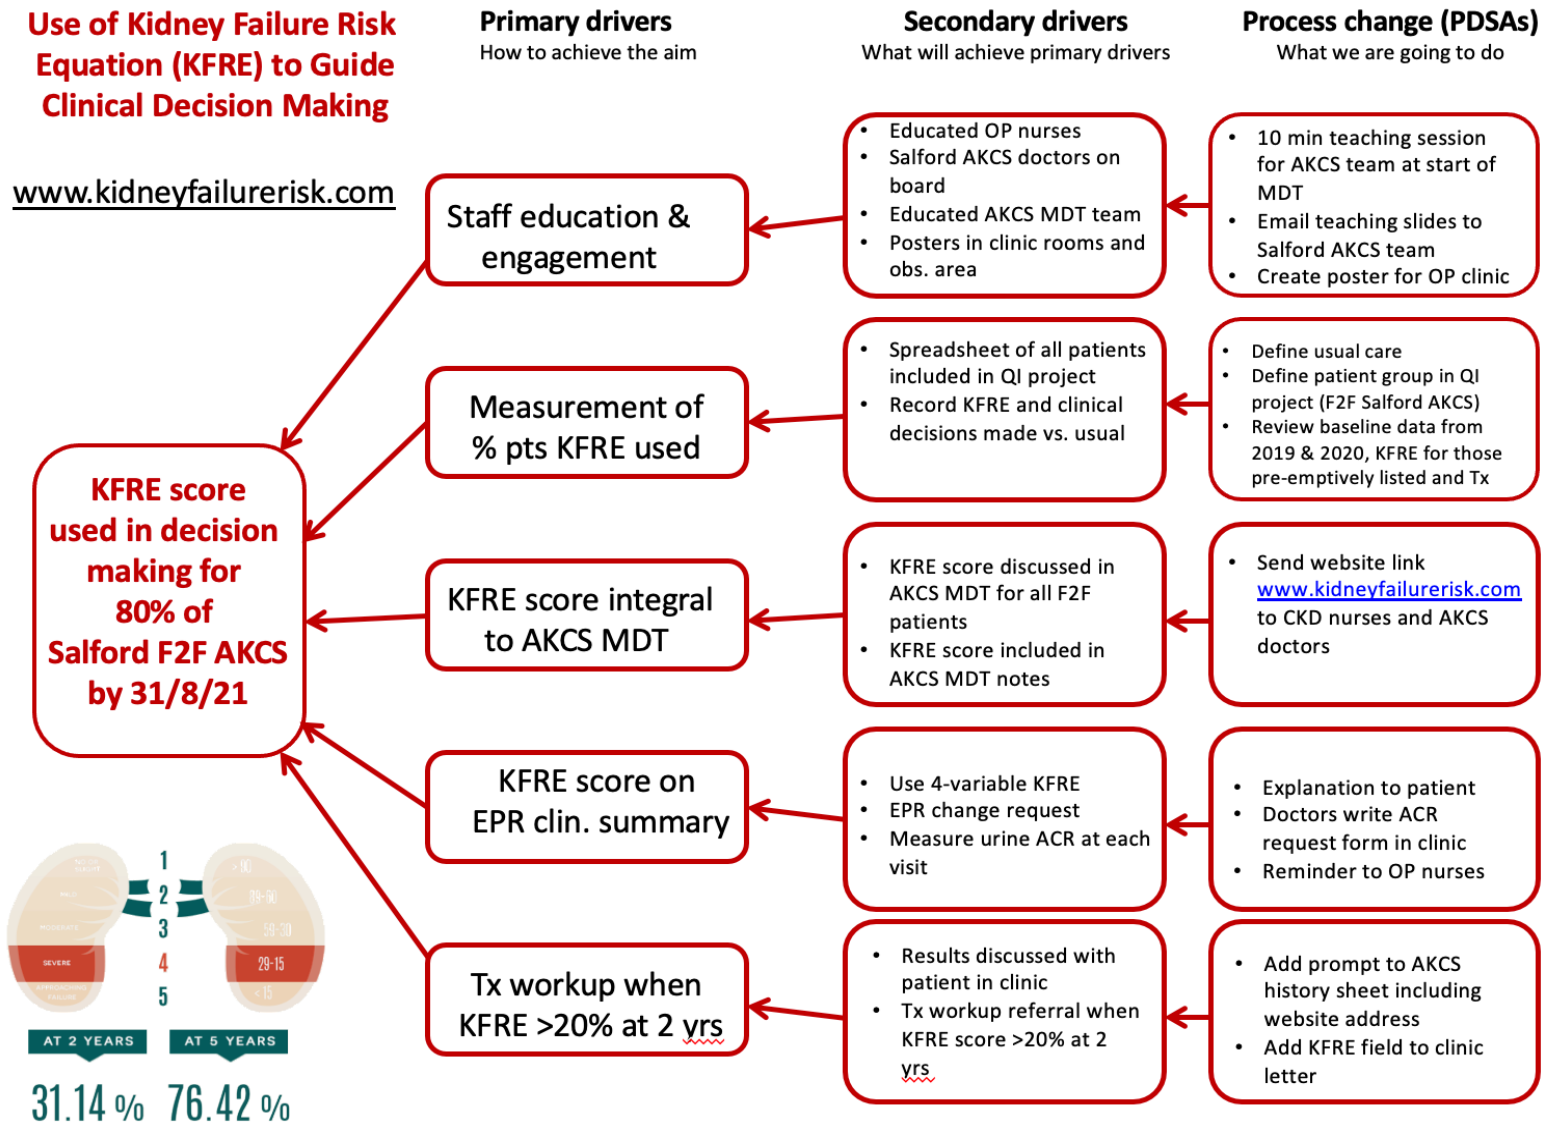 Use of Kidney Failure Risk
Equation (KFRE) to Guide
Clinical Decision Making
www.kidneyfailurerisk.com
Primary drivers
How to achieve the aim
Secondary drivers
What will achieve primary drivers
Process change (PDSAs)
What we are going to do
KFRE score
used in decision
making for
80% of
Salford F2F AKCS
by 31/8/21
Staff education &
engagement
• Educated OP nurses
• Salford AKCS doctors on
board
• Educated AKCS MDT team
• Posters in clinic rooms and
obs. area
• 10 min teaching session
for AKCS team at start of
MDT
• Email teaching slides to
Salford AKCS team
• Create poster for OP clinic
Measurement of
% pts KFRE used
• Spreadsheet of all patients
included in QI project
• Record KFRE and clinical
decisions made vs. usual
• Define usual care
• Define patient group in QI
project (F2F Salford AKCS)
• Review baseline data from
2019 & 2020, KFRE for those
pre-emptively listed and Tx
KFRE score integral
to AKCS MDT
• KFRE score discussed in
AKCS MDT for all F2F
patients
• KFRE score included in
AKCS MDT notes
• Send website link
www.kidneyfailurerisk.com
to CKD nurses and AKCS
doctors
KFRE score on
EPR clin. summary
• Use 4-variable KFRE
• EPR change request
• Measure urine ACR at each
visit
• Explanation to patient
• Doctors write ACR
request form in clinic
• Reminder to OP nurses
Tx workup when
KFRE >20% at 2 yrs
• Results discussed with
patient in clinic
• Tx workup referral when
KFRE score >20% at 2
yrs
• Add prompt to AKCS
history sheet including
website address
• Add KFRE field to clinic
letter
1
> 90
MILD
2
89-60
MODERATE
3
59-30
SEVERE
4
29-15
APPROACHING
FAILURE
5
< 15
AT 2 YEARS
AT 5 YEARS
31.14 %
76.42 %